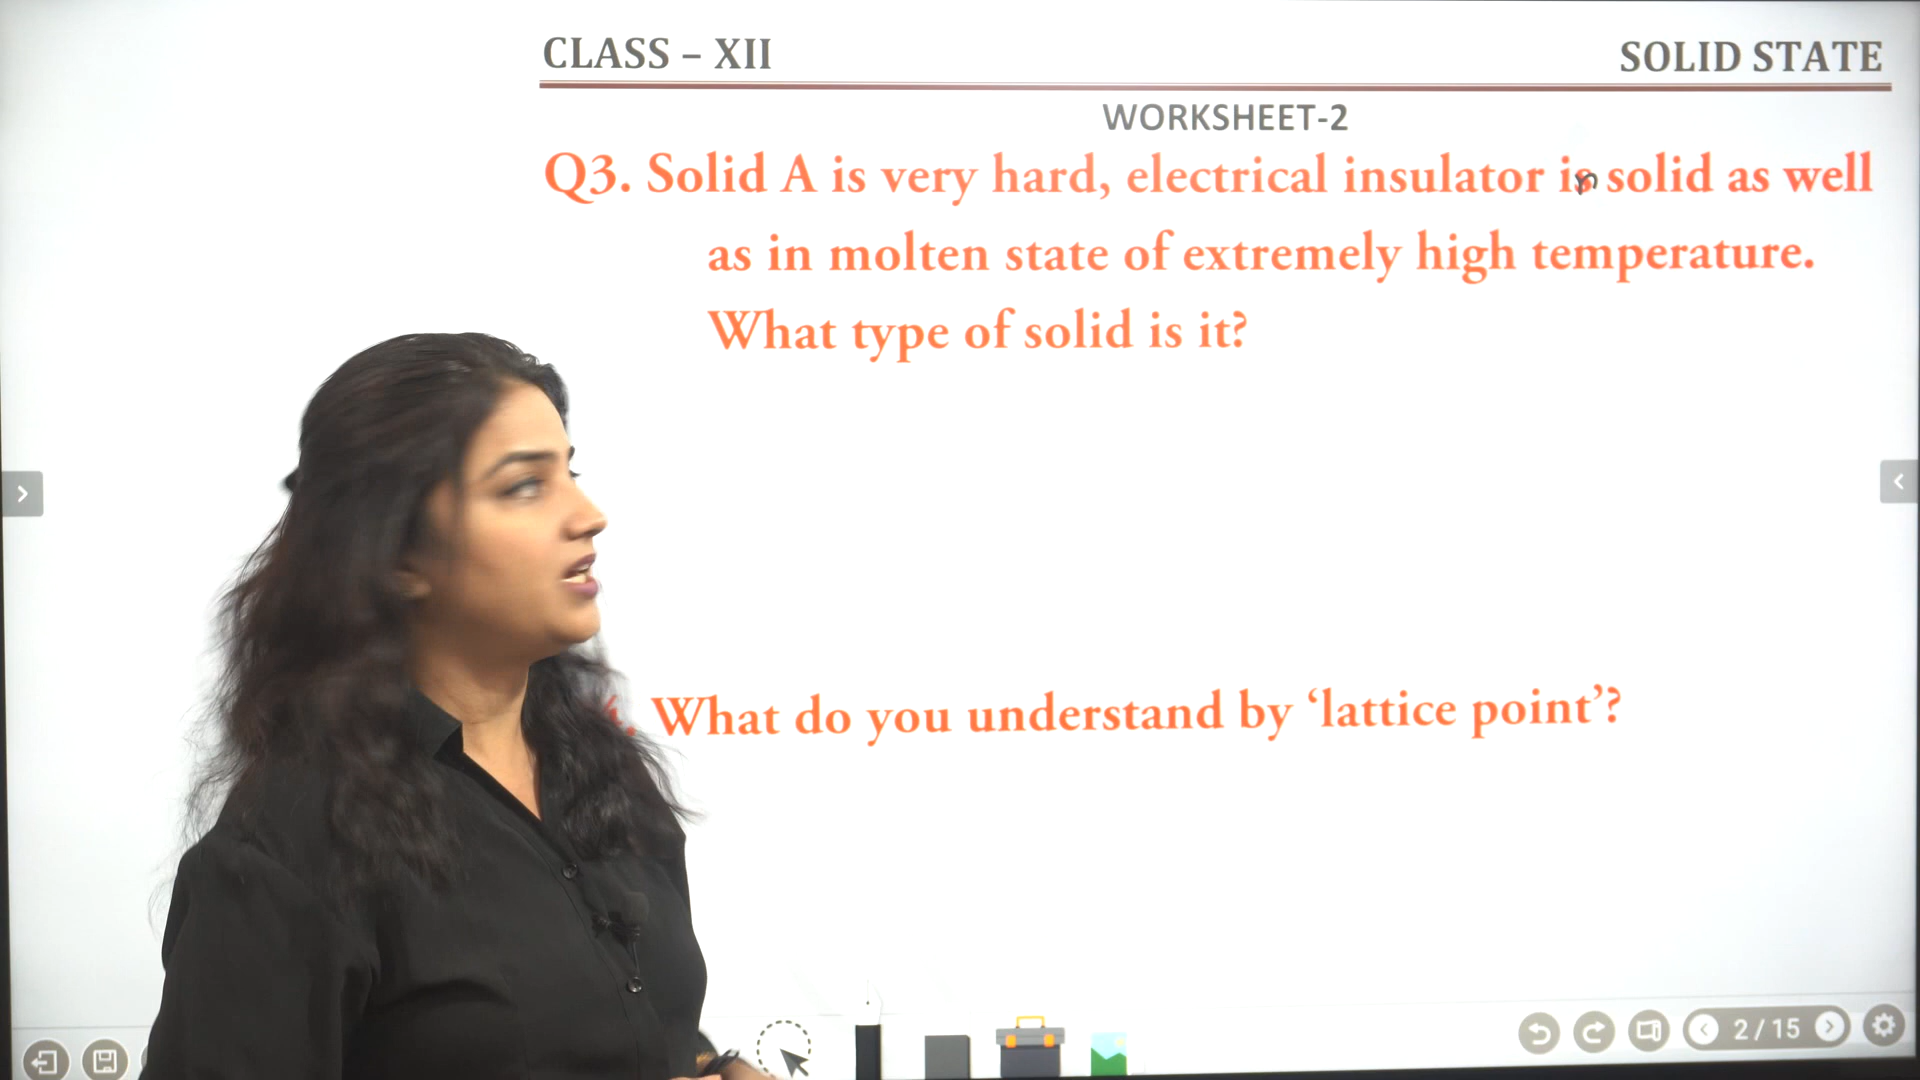 CLASS – XII
SOLID STATE
WORKSHEET-2
Q3. Solid A is very hard, electrical insulator in solid as well
as in molten state of extremely high temperature.
What type of solid is it?
What do you understand by ‘lattice point’?
2 / 15